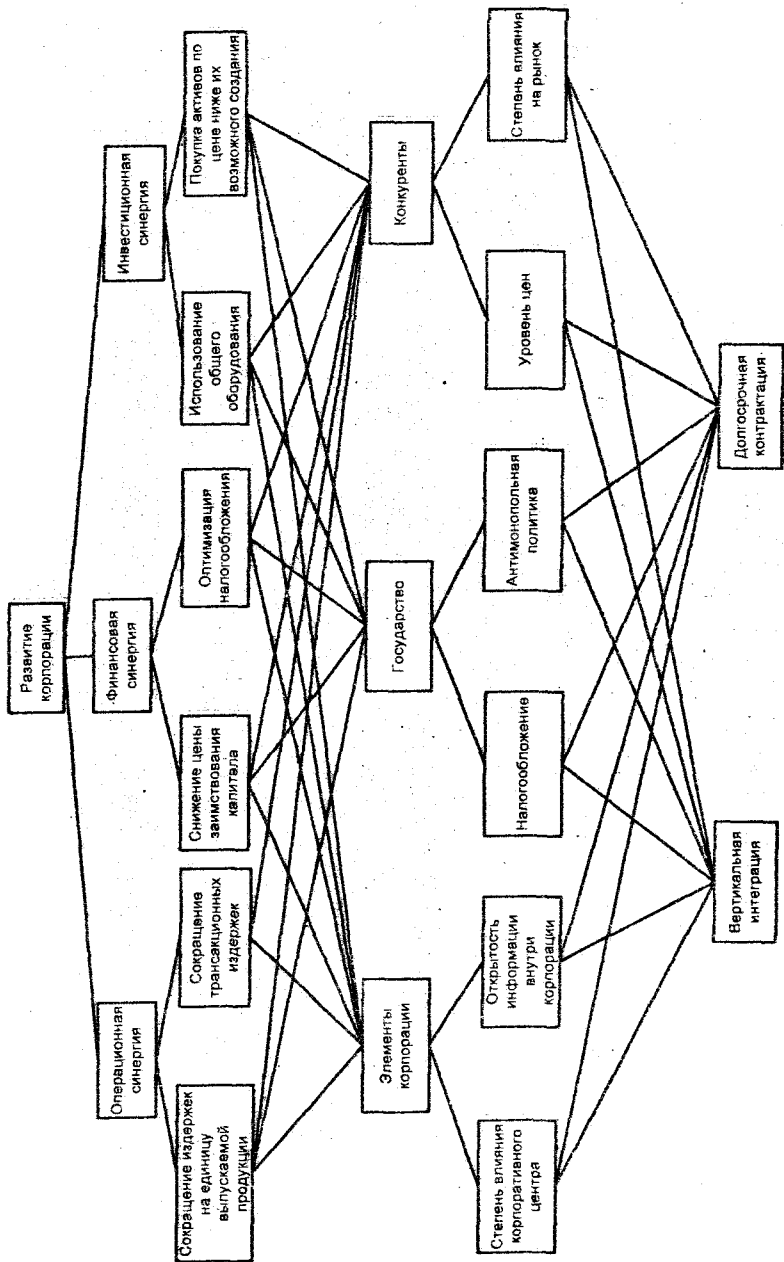 Развитие
корпорации
Операционная
синергия
Финансовая
синергия
Инвестиционная
синергия
Сокращение издержек
на единицу
выпускаемой
продукции
Сокращение
трансакционных
издержек
Снижение цены
заимствования
капитала
Оптимизация
налогообложения
Использование
общего
оборудования
Покупка активов по
цене ниже их
возможного создания
Элементы
корпорации
Государство
Конкуренты
Степень влияния
корпоративного
центра
Открытость
информации
внутри
корпорации
Налогообложение
Антимонопольная
политика
Уровень цен
Степень влияния
на рынок
Вертикальная
интеграция
Долгосрочная
контрактация